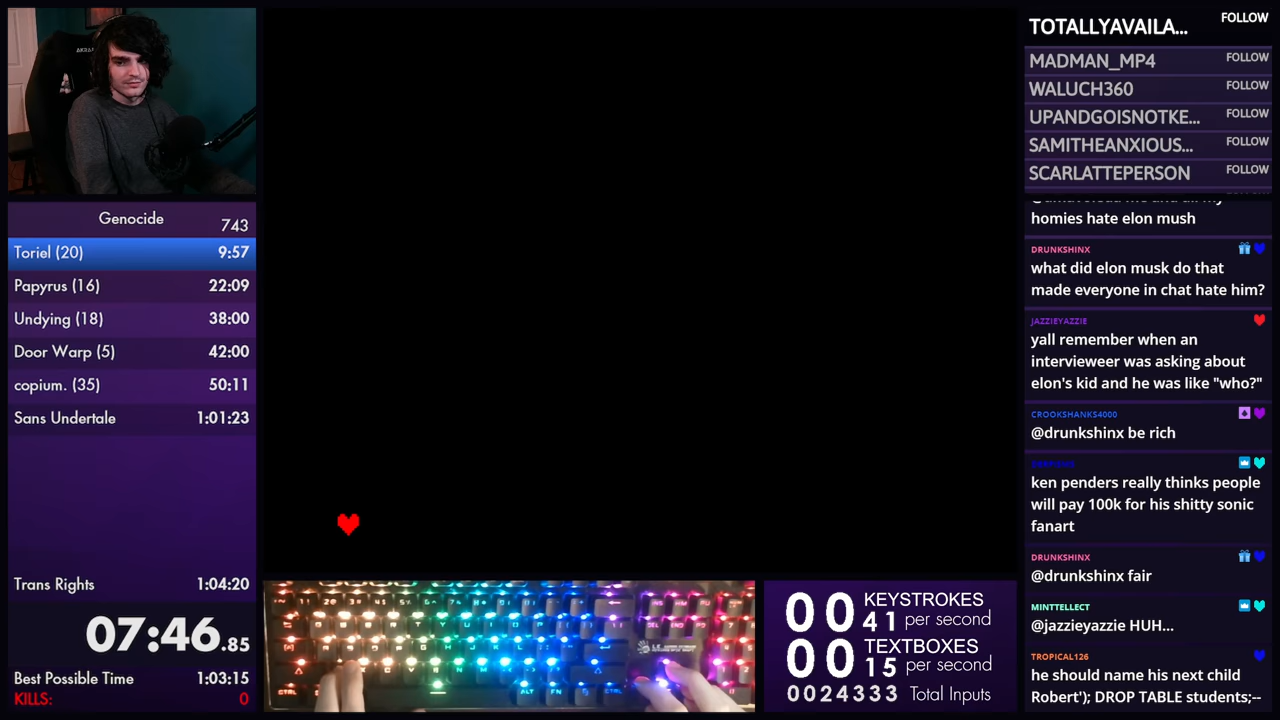 AKRA
Genocide
743
Toriel (20) 9:57
Papyrus (16) 22:09
Undying (18) 38:00
Door Warp (5) 42:00
copium. (35) 50:11
Sans Undertale 1:01:23
Trans Rights 1:04:20
07:46.85
Best Possible Time 1:03:15
KILLS: 0
00 41 KEYSTROKES per second
00 15 TEXTBOXES per second
0024333 Total Inputs
TOTALLYAVAILA... FOLLOW
MADMAN_MP4 FOLLOW
WALUCH360 FOLLOW
UPANDGOISNOTKE... FOLLOW
SAMITHEANXIOUS... FOLLOW
SCARLATTEPERSON FOLLOW
homies hate elon mush
DRUNKSHINX
what did elon musk do that
made everyone in chat hate him?
JAZZIEYAZZIE
yall remember when an
intervieweer was asking about
elon's kid and he was like "who?"
CROOKSHANKS4000
@drunkshinx be rich
ken penders really thinks people
will pay 100k for his shitty sonic
fanart
DRUNKSHINX
@drunkshinx fair
MINTTELLECT
@jazzieyazzie HUH...
TROPICAL126
he should name his next child
Robert'); DROP TABLE students;--